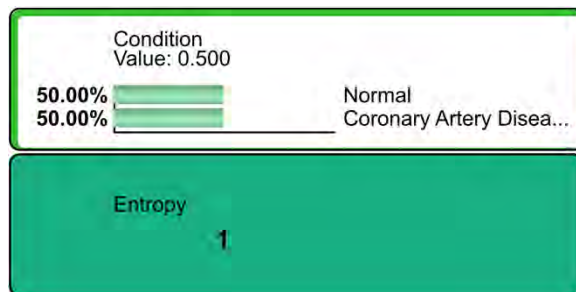 Condition
Value: 0.500
50.00% Normal
50.00% Coronary Artery Disea...
Entropy
1